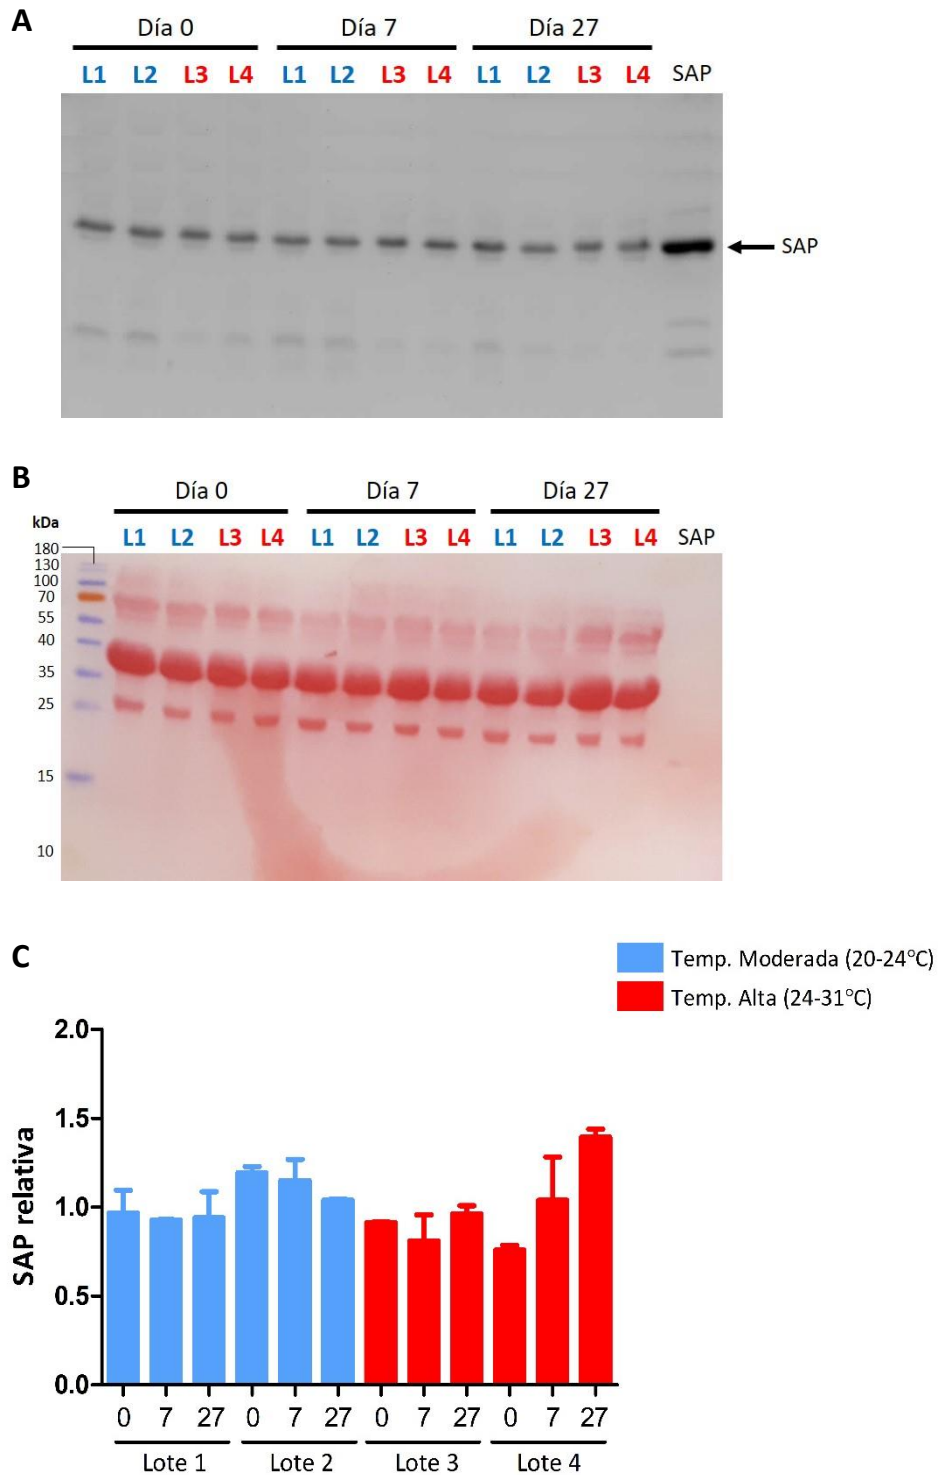 A
Día 0 Día 7 Día 27
L1 L2 L3 L4 L1 L2 L3 L4 L1 L2 L3 L4 SAP
SAP
B
Día 0 Día 7 Día 27
kDa L1 L2 L3 L4 L1 L2 L3 L4 L1 L2 L3 L4 SAP
180
130
100
70
55
40
35
25
15
10
C
Temp. Moderada (20-24°C)
Temp. Alta (24-31°C)
SAP relativa
2.0
1.5
1.0
0.5
0.0
0 7 27 0 7 27 0 7 27 0 7 27
Lote 1 Lote 2 Lote 3 Lote 4